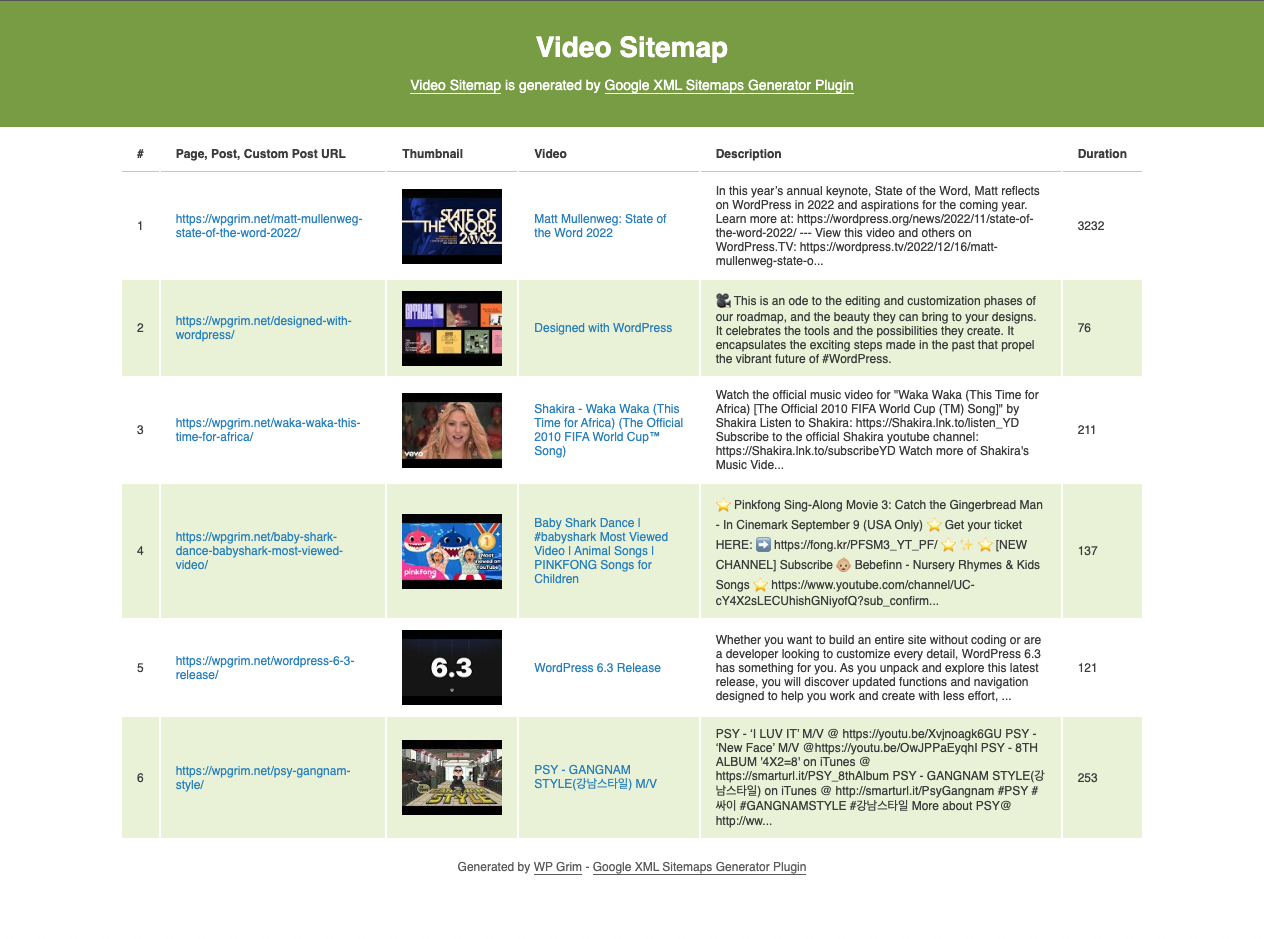 Video Sitemap
Video Sitemap is generated by Google XML Sitemaps Generator Plugin
# Page, Post, Custom Post URL Thumbnail Video Description Duration
1
https://wpgrim.net/matt-mullenweg-
state-of-the-word-2022/
STATE OF
THE WORD
2022
Matt Mullenweg: State of
the Word 2022
In this year’s annual keynote, State of the Word, Matt reflects
on WordPress in 2022 and aspirations for the coming year.
Learn more at: https://wordpress.org/news/2022/11/state-of-
the-word-2022/ --- View this video and others on
WordPress.TV: https://wordpress.tv/2022/12/16/matt-
mullenweg-state-o...
3232
2
https://wpgrim.net/designed-with-
wordpress/
Designed with WordPress
🎥 This is an ode to the editing and customization phases of
our roadmap, and the beauty they can bring to your designs.
It celebrates the tools and the possibilities they create. It
encapsulates the exciting steps made in the past that propel
the vibrant future of #WordPress.
76
3
https://wpgrim.net/waka-waka-this-
time-for-africa/
vevo
Shakira - Waka Waka (This
Time for Africa) (The Official
2010 FIFA World Cup™
Song)
Watch the official music video for "Waka Waka (This Time for
Africa) [The Official 2010 FIFA World Cup (TM) Song]" by
Shakira Listen to Shakira: https://Shakira.lnk.to/listen_YD
Subscribe to the official Shakira youtube channel:
https://Shakira.lnk.to/subscribeYD Watch more of Shakira's
Music Vide...
211
4
https://wpgrim.net/baby-shark-
dance-babyshark-most-viewed-
video/
1
Most
viewed on
YouTube
pinkfong
Baby Shark Dance |
#babyshark Most Viewed
Video | Animal Songs |
PINKFONG Songs for
Children
⭐ Pinkfong Sing-Along Movie 3: Catch the Gingerbread Man
- In Cinemark September 9 (USA Only) ⭐ Get your ticket
HERE: ➡️ https://fong.kr/PFSM3_YT_PF/ ⭐ ✨ ⭐ [NEW
CHANNEL] Subscribe 👶🏼 Bebefinn - Nursery Rhymes & Kids
Songs ⭐ https://www.youtube.com/channel/UC-
cY4X2sLECUhishGNiyofQ?sub_confirm...
137
5
https://wpgrim.net/wordpress-6-3-
release/
6.3
WordPress 6.3 Release
Whether you want to build an entire site without coding or are
a developer looking to customize every detail, WordPress 6.3
has something for you. As you unpack and explore this latest
release, you will discover updated functions and navigation
designed to help you work and create with less effort, ...
121
6
https://wpgrim.net/psy-gangnam-
style/
GANGNAM
STYLE
PSY - GANGNAM
STYLE(강남스타일) M/V
PSY - ‘I LUV IT’ M/V @ https://youtu.be/Xvjnoagk6GU PSY -
‘New Face’ M/V @https://youtu.be/OwJPPaEyqhI PSY - 8TH
ALBUM '4X2=8' on iTunes @
https://smarturl.it/PSY_8thAlbum PSY - GANGNAM STYLE(강
남스타일) on iTunes @ http://smarturl.it/PsyGangnam #PSY #
싸이 #GANGNAMSTYLE #강남스타일 More about PSY@
http://ww...
253
Generated by WP Grim - Google XML Sitemaps Generator Plugin